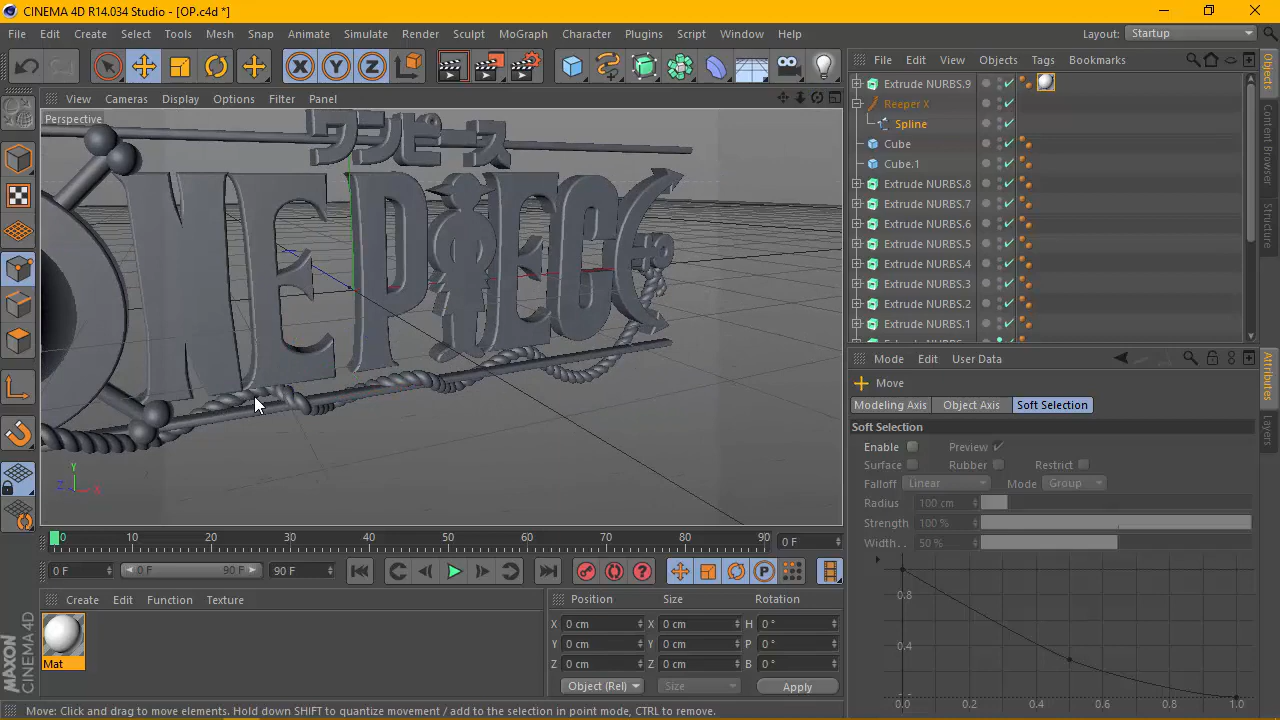 CINEMA 4D R14.034 Studio - [OP.c4d *]
File Edit Create Select Tools Mesh Snap Animate Simulate Render Sculpt MoGraph Character Plugins Script Window Help Layout: Startup
File Edit View Objects Tags Bookmarks
View Cameras Display Options Filter Panel
Perspective
ワンピース
ONE PIECE
Y
Z X
Extrude NURBS.9
Reeper X
Spline
Cube
Cube.1
Extrude NURBS.8
Extrude NURBS.7
Extrude NURBS.6
Extrude NURBS.5
Extrude NURBS.4
Extrude NURBS.3
Extrude NURBS.2
Extrude NURBS.1
Objects
Content Browser
Structure
Mode Edit User Data
Move
Modeling Axis Object Axis Soft Selection
Soft Selection
Enable Preview
Surface Rubber Restrict
Falloff Linear Mode Group
Radius 100 cm
Strength 100 %
Width.. 50 %
0.8
0.4
0.0 0.2 0.4 0.6 0.8 1.0
Attributes
Layers
0 10 20 30 40 50 60 70 80 90 0 F
0 F 0 F 90 F 90 F
Create Edit Function Texture
Mat
Position Size Rotation
X 0 cm X 0 cm H 0 °
Y 0 cm Y 0 cm P 0 °
Z 0 cm Z 0 cm B 0 °
Object (Rel) Size Apply
MAXON CINEMA 4D
Move: Click and drag to move elements. Hold down SHIFT to quantize movement / add to the selection in point mode, CTRL to remove.